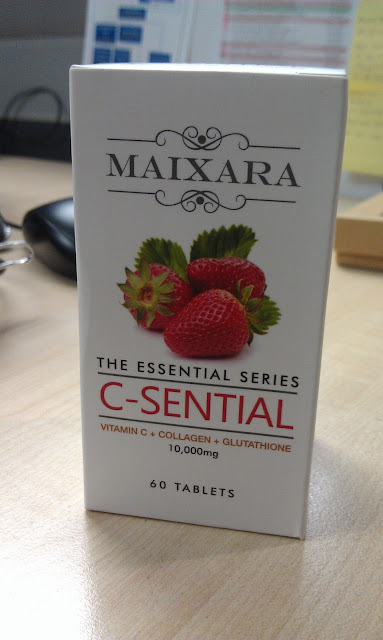 MAIXARA
THE ESSENTIAL SERIES
C-SENTIAL
VITAMIN C + COLLAGEN + GLUTATHIONE
10,000mg
60 TABLETS